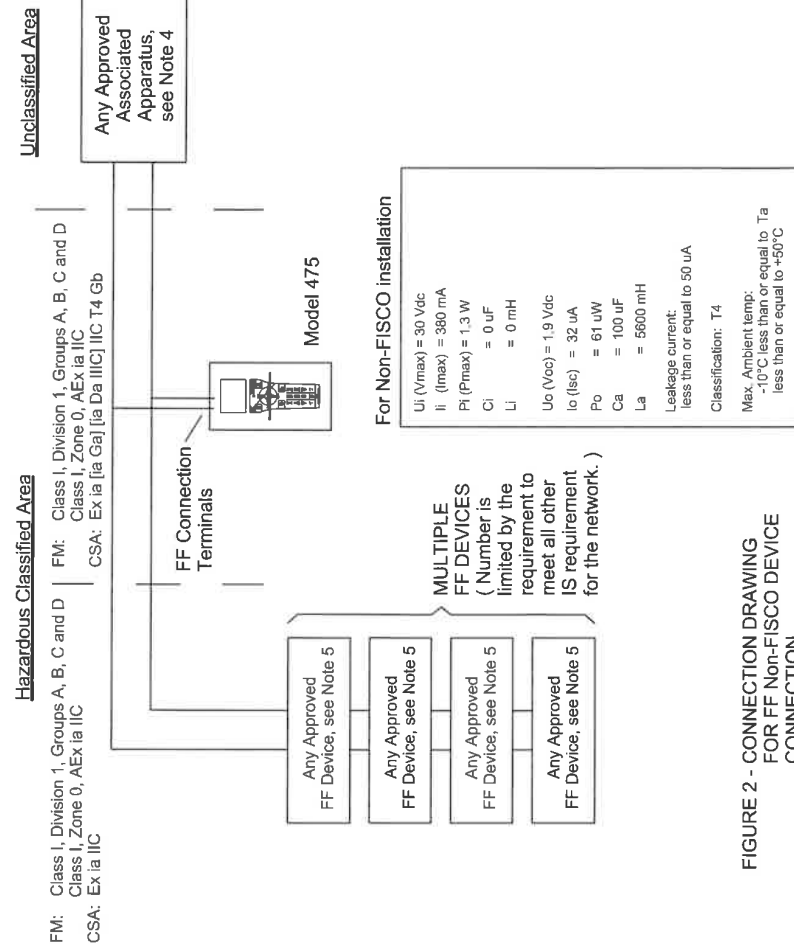 Hazardous Classified Area
Unclassified Area
FM: Class I, Division 1, Groups A, B, C and D
Class I, Zone 0, AEx ia IIC
CSA: Ex ia IIC
FM: Class I, Division 1, Groups A, B, C and D
Class I, Zone 0, AEx ia IIC
CSA: Ex ia [ia Ga] [ia Da IIIC] IIC T4 Gb
Any Approved
Associated
Apparatus,
see Note 4
FF Connection
Terminals
Model 475
Any Approved
FF Device, see Note 5
Any Approved
FF Device, see Note 5
Any Approved
FF Device, see Note 5
Any Approved
FF Device, see Note 5
MULTIPLE
FF DEVICES
( Number is
limited by the
requirement to
meet all other
IS requirement
for the network. )
For Non-FISCO installation
Ui (Vmax) = 30 Vdc
Ii (Imax) = 380 mA
Pi (Pmax) = 1.3 W
Ci = 0 uF
Li = 0 mH
Uo (Voc) = 1.9 Vdc
Io (Isc) = 32 uA
Po = 61 uW
Ca = 100 uF
La = 5600 mH
Leakage current:
less than or equal to 50 uA
Classification: T4
Max. Ambient temp:
-10°C less than or equal to Ta
less than or equal to +50°C
FIGURE 2 - CONNECTION DRAWING
FOR FF Non-FISCO DEVICE
CONNECTION